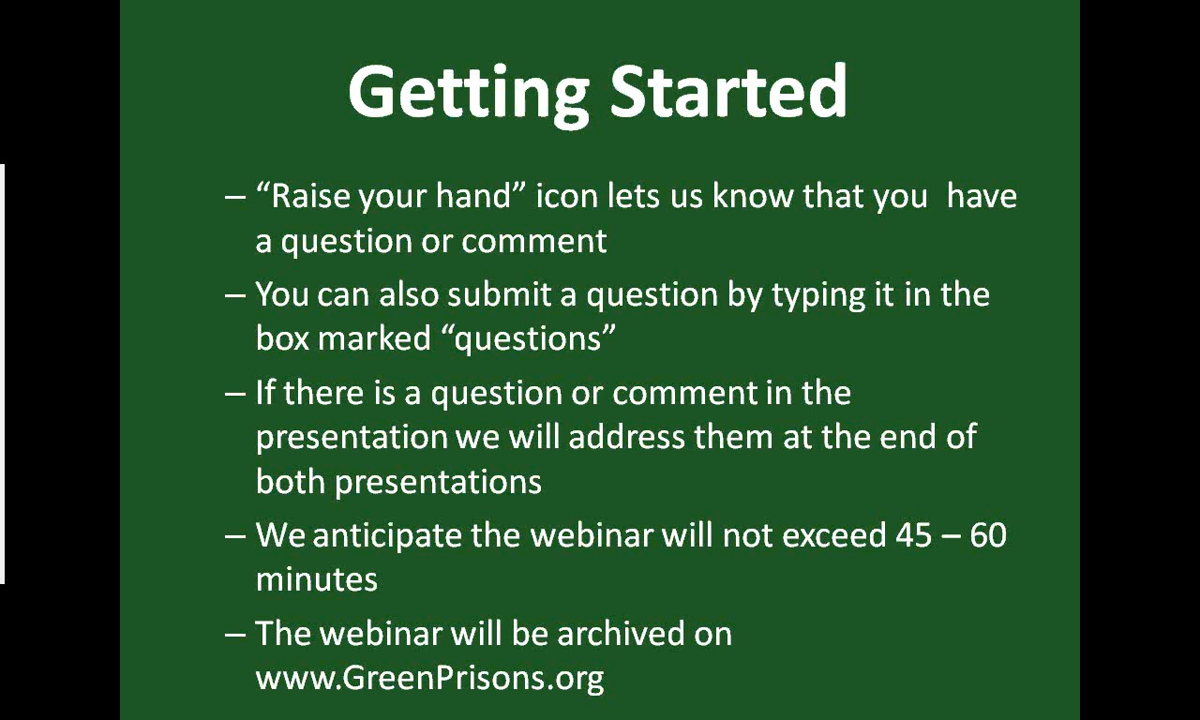 Getting Started
– “Raise your hand” icon lets us know that you  have
a question or comment
– You can also submit a question by typing it in the
box marked “questions”
– If there is a question or comment in the
presentation we will address them at the end of
both presentations
– We anticipate the webinar will not exceed 45 – 60
minutes
– The webinar will be archived on
www.GreenPrisons.org